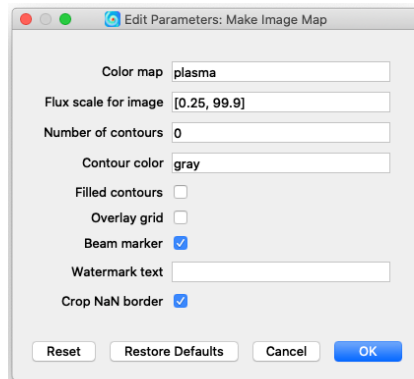 Edit Parameters: Make Image Map
Color map plasma
Flux scale for image [0.25, 99.9]
Number of contours 0
Contour color gray
Filled contours
Overlay grid
Beam marker
Watermark text
Crop NaN border
Reset Restore Defaults Cancel OK